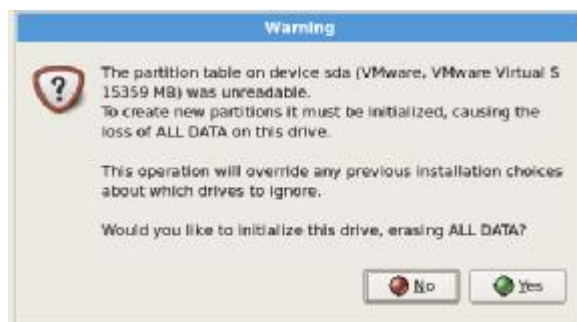 Warning
The partition table on device sda (VMware, VMware Virtual S
15359 MB) was unreadable.
To create new partitions it must be initialized, causing the
loss of ALL DATA on this drive.
This operation will override any previous installation choices
about which drives to ignore.
Would you like to initialize this drive, erasing ALL DATA?
No
Yes